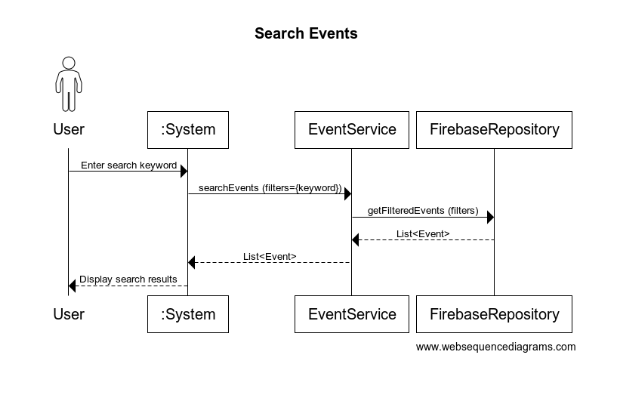 Search Events
User
:System
EventService
FirebaseRepository
Enter search keyword
searchEvents (filters={keyword})
getFilteredEvents (filters)
List<Event>
List<Event>
Display search results
User
:System
EventService
FirebaseRepository
www.websequencediagrams.com